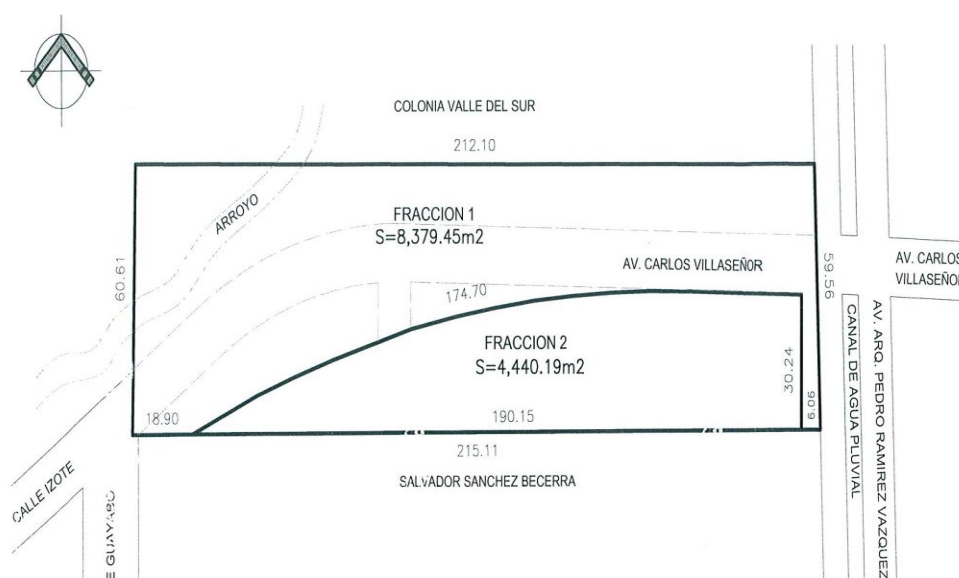 COLONIA VALLE DEL SUR
212.10
ARROYO
FRACCION 1
S=8,379.45m2
60.61
59.56
AV. CARLOS VILLASEÑOR
AV. CARLOS
VILLASEÑOR
174.70
FRACCION 2
S=4,440.19m2
30.24
6.06
18.90
190.15
215.11
SALVADOR SANCHEZ BECERRA
CALLE IZOTE
E GUAYABO
CANAL DE AGUA PLUVIAL
AV. ARQ. PEDRO RAMIREZ VAZQUEZ